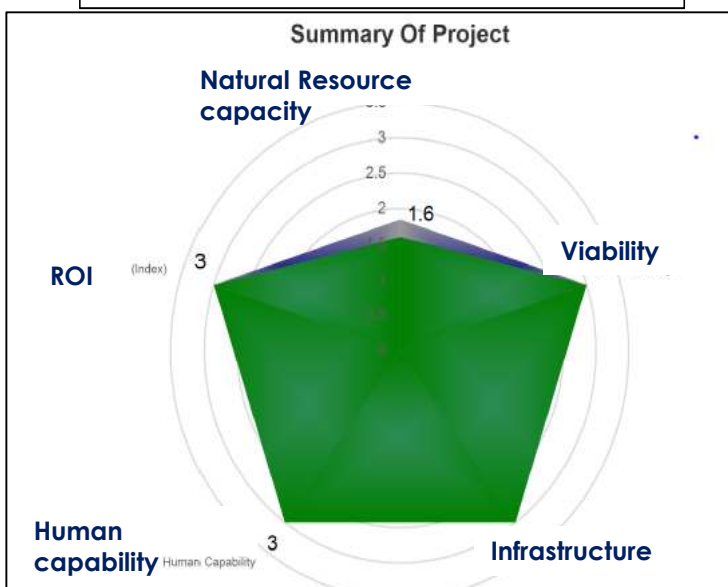 Summary Of Project
Natural Resource
capacity
3
2.5
2
1.6
Viability
ROI
(Index)
3
Human
capability
Human Capability
3
Infrastructure